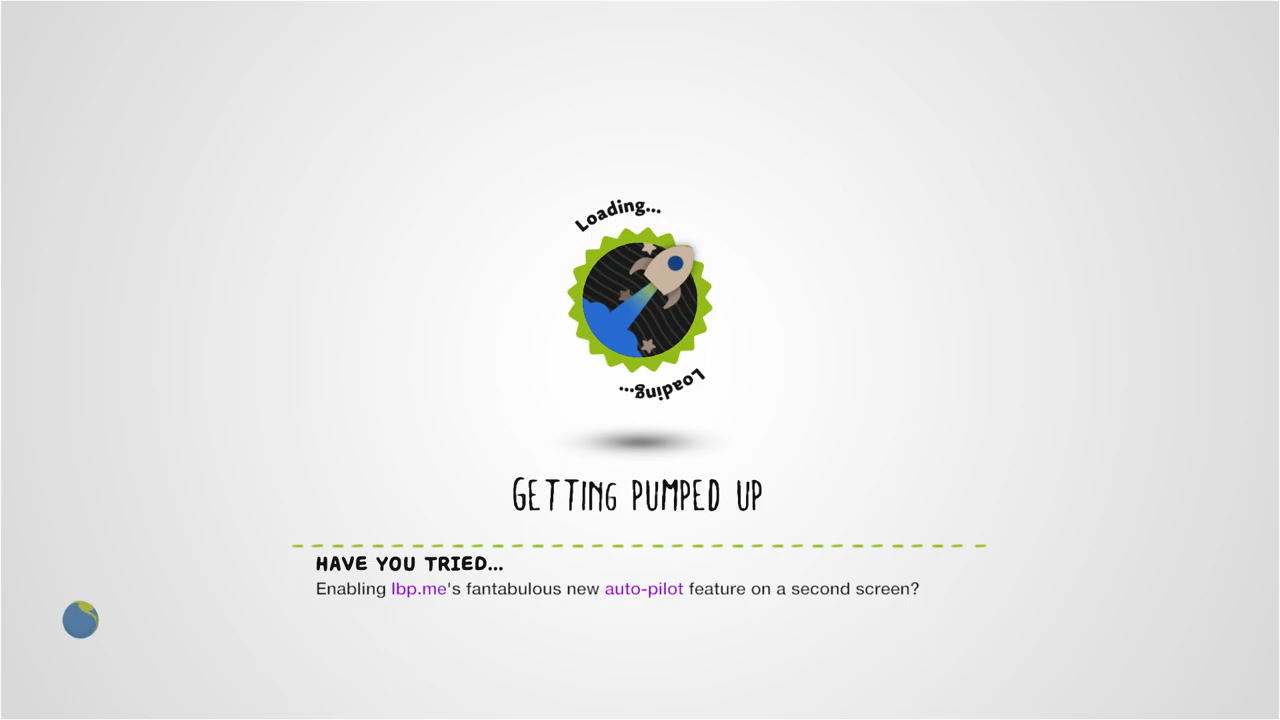 Loading...
Loading...
GETTING PUMPED UP
HAVE YOU TRIED...
Enabling lbp.me's fantabulous new auto-pilot feature on a second screen?